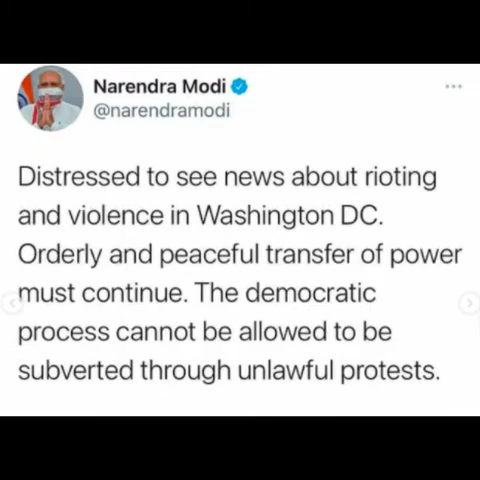 Narendra Modi
@narendramodi
Distressed to see news about rioting
and violence in Washington DC.
Orderly and peaceful transfer of power
must continue. The democratic
process cannot be allowed to be
subverted through unlawful protests.